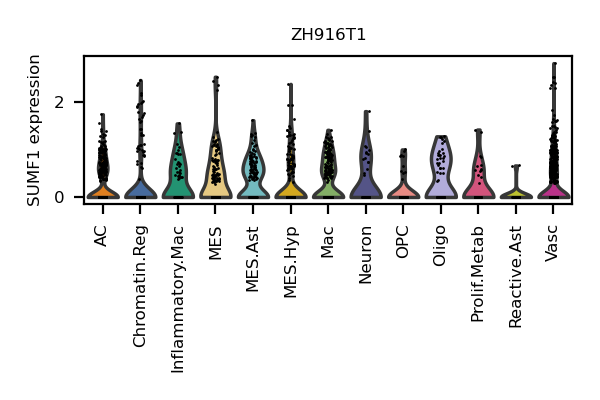 ZH916T1
SUMF1 expression
2
0
AC
Chromatin.Reg
Inflammatory.Mac
MES
MES.Ast
MES.Hyp
Mac
Neuron
OPC
Oligo
Prolif.Metab
Reactive.Ast
Vasc